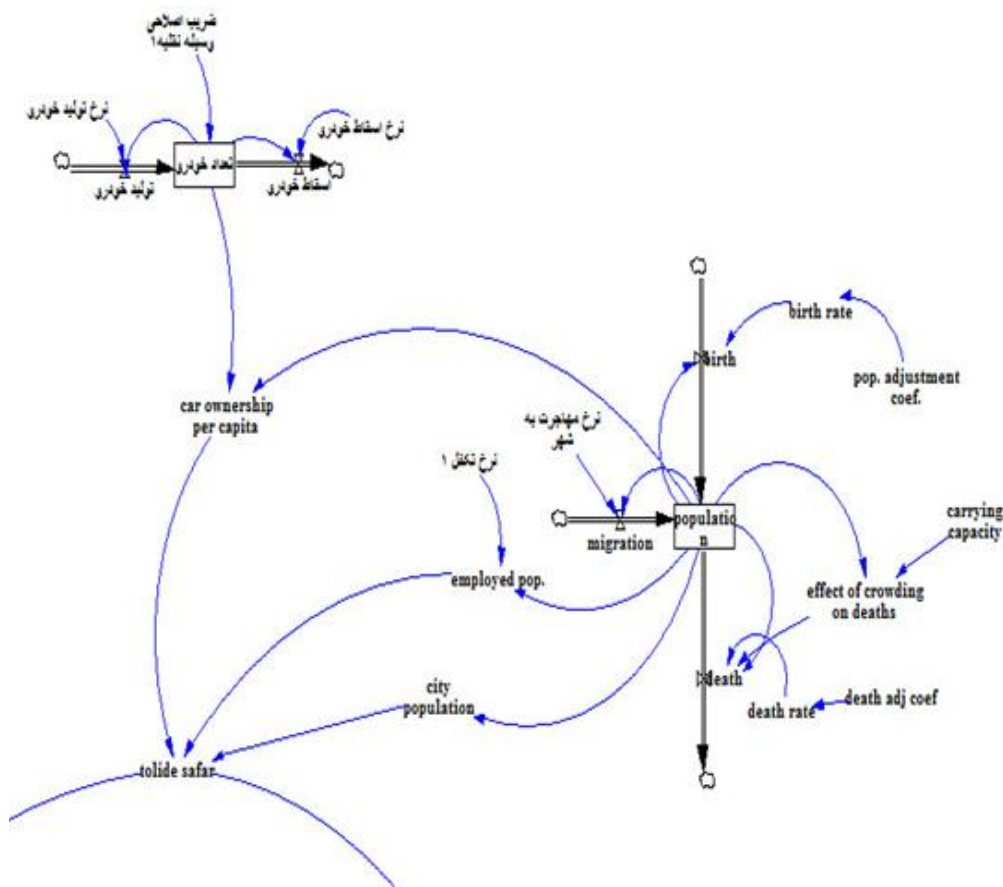 ضریب اصلاحی
وسیله نقلیه۱
نرخ تولید خودرو
نرخ اسقاط خودرو
تعداد خودرو
تولید خودرو
اسقاط خودرو
birth rate
birth
pop. adjustment
coef.
car ownership
per capita
نرخ مهاجرت به
شهر
نرخ تکفل ۱
populatio
n
migration
carrying
capacity
employed pop.
effect of crowding
on deaths
death
city
population
death rate
death adj coef
tolide safar